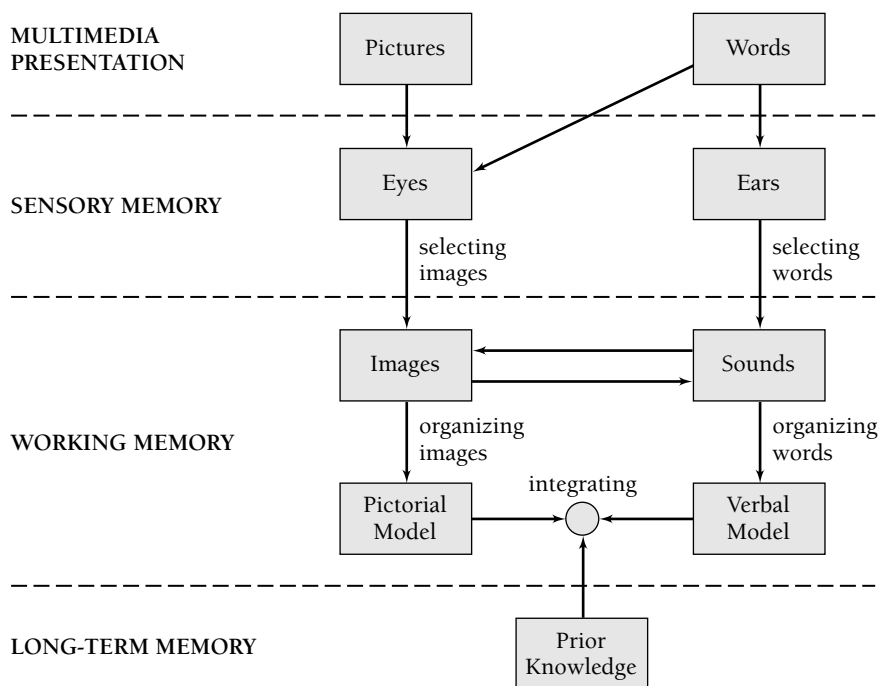 MULTIMEDIA
PRESENTATION
Pictures
Words
SENSORY MEMORY
Eyes
Ears
selecting
images
selecting
words
WORKING MEMORY
Images
Sounds
organizing
images
organizing
words
integrating
Pictorial
Model
Verbal
Model
LONG-TERM MEMORY
Prior
Knowledge